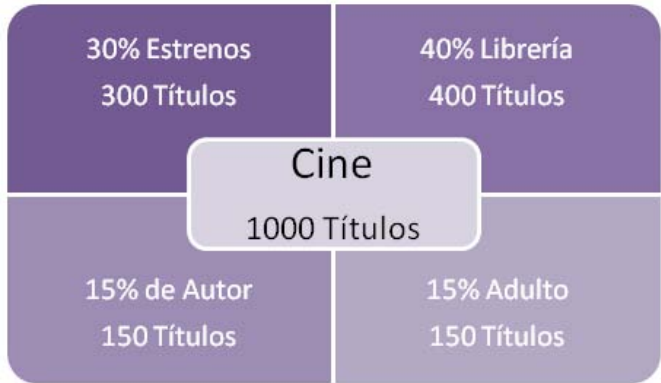 30% Estrenos
300 Títulos
40% Librería
400 Títulos
Cine
1000 Títulos
15% de Autor
150 Títulos
15% Adulto
150 Títulos